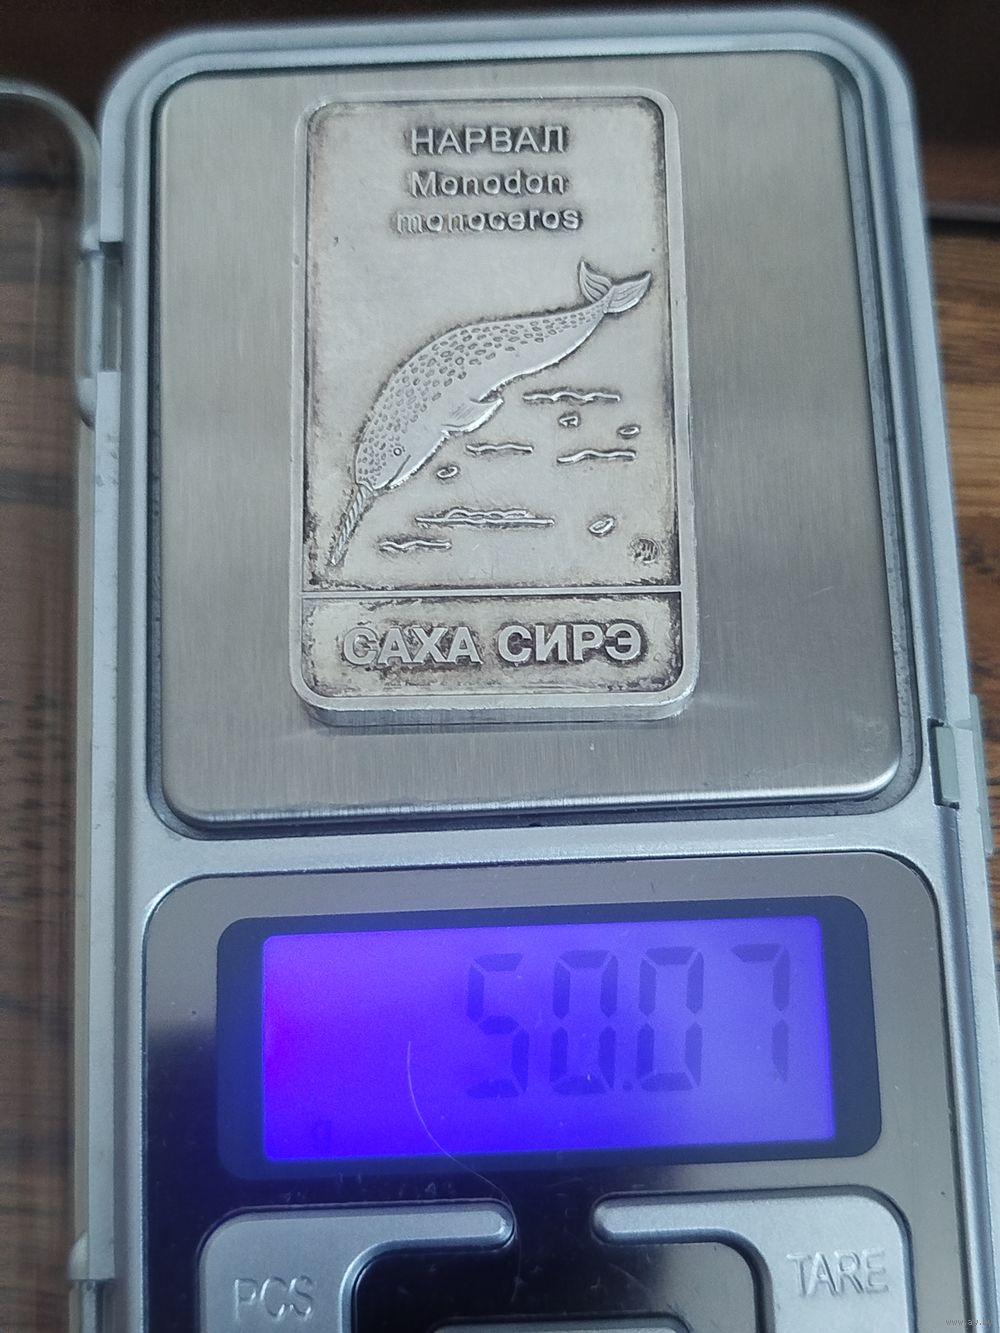 НАРВАЛ
Monodon
monoceros
САХА СИРЭ
50.07
PCS
TARE